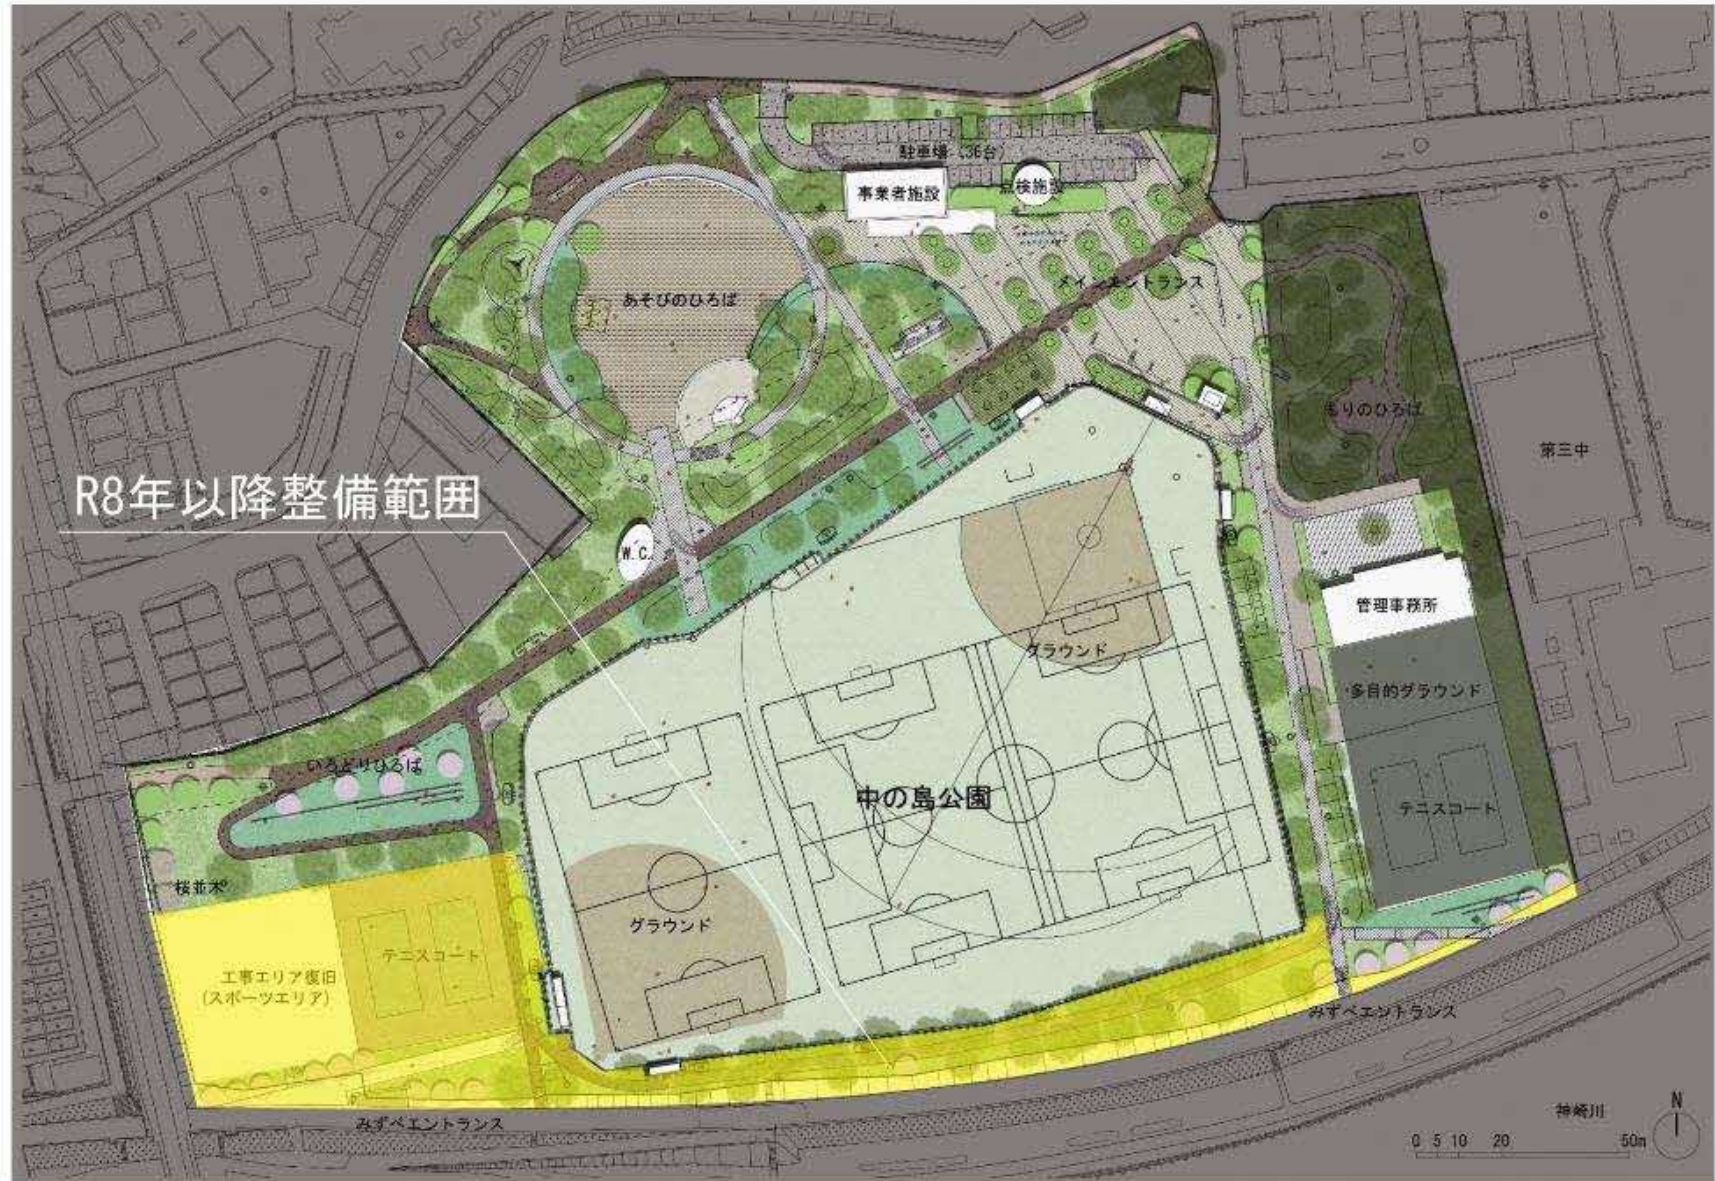 駐車場(36台)
事業者施設
点検施設
あそびのひろば
メインエントランス
もりのひろば
第三中
R8年以降整備範囲
W.C.
管理事務所
グラウンド
多目的グラウンド
いろどりひろば
中の島公園
テニスコート
桜並木
グラウンド
テニスコート
工事エリア復旧
(スポーツエリア)
みずべエントランス
みずべエントランス
神崎川
N
0 5 10 20 50m